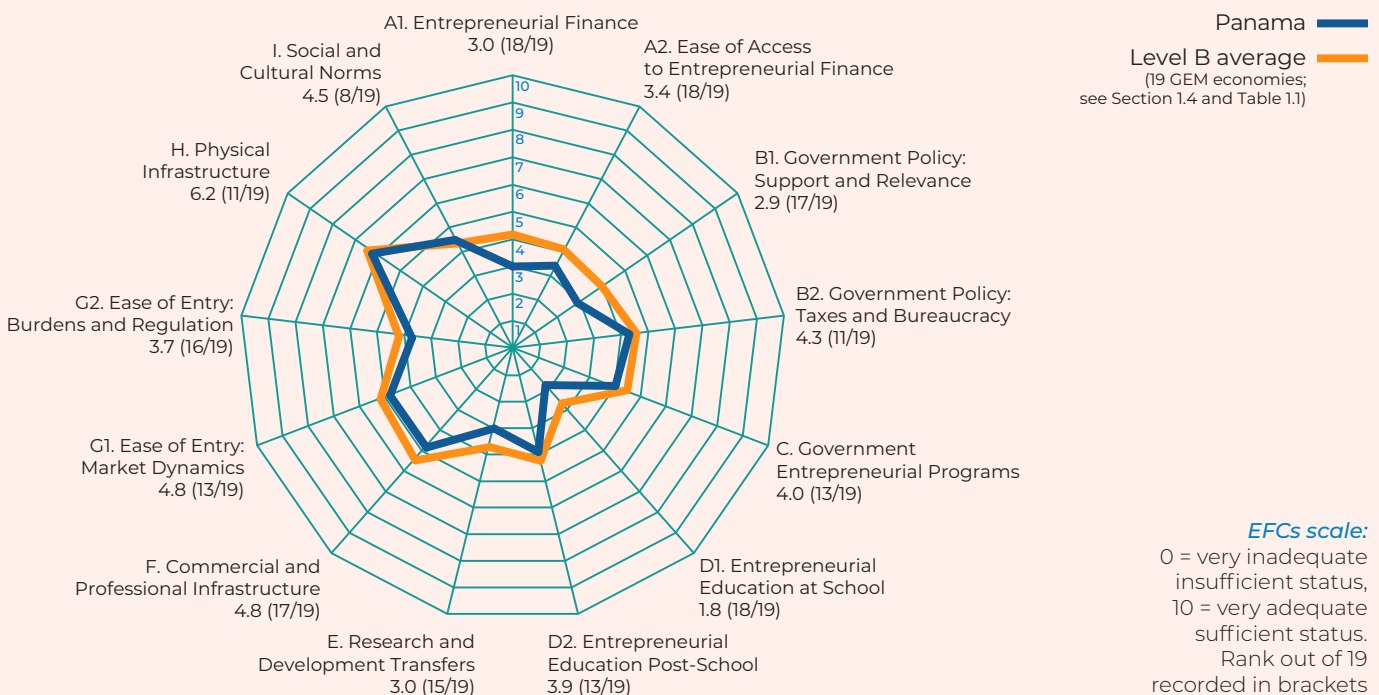 A1. Entrepreneurial Finance
3.0 (18/19)
A2. Ease of Access
to Entrepreneurial Finance
3.4 (18/19)
B1. Government Policy:
Support and Relevance
2.9 (17/19)
B2. Government Policy:
Taxes and Bureaucracy
4.3 (11/19)
C. Government
Entrepreneurial Programs
4.0 (13/19)
D1. Entrepreneurial
Education at School
1.8 (18/19)
D2. Entrepreneurial
Education Post-School
3.9 (13/19)
E. Research and
Development Transfers
3.0 (15/19)
F. Commercial and
Professional Infrastructure
4.8 (17/19)
G1. Ease of Entry:
Market Dynamics
4.8 (13/19)
G2. Ease of Entry:
Burdens and Regulation
3.7 (16/19)
H. Physical
Infrastructure
6.2 (11/19)
I. Social and
Cultural Norms
4.5 (8/19)
10
9
8
7
6
5
4
3
2
1
Panama
Level B average
(19 GEM economies;
see Section 1.4 and Table 1.1)
EFCs scale:
0 = very inadequate
insufficient status,
10 = very adequate
sufficient status.
Rank out of 19
recorded in brackets